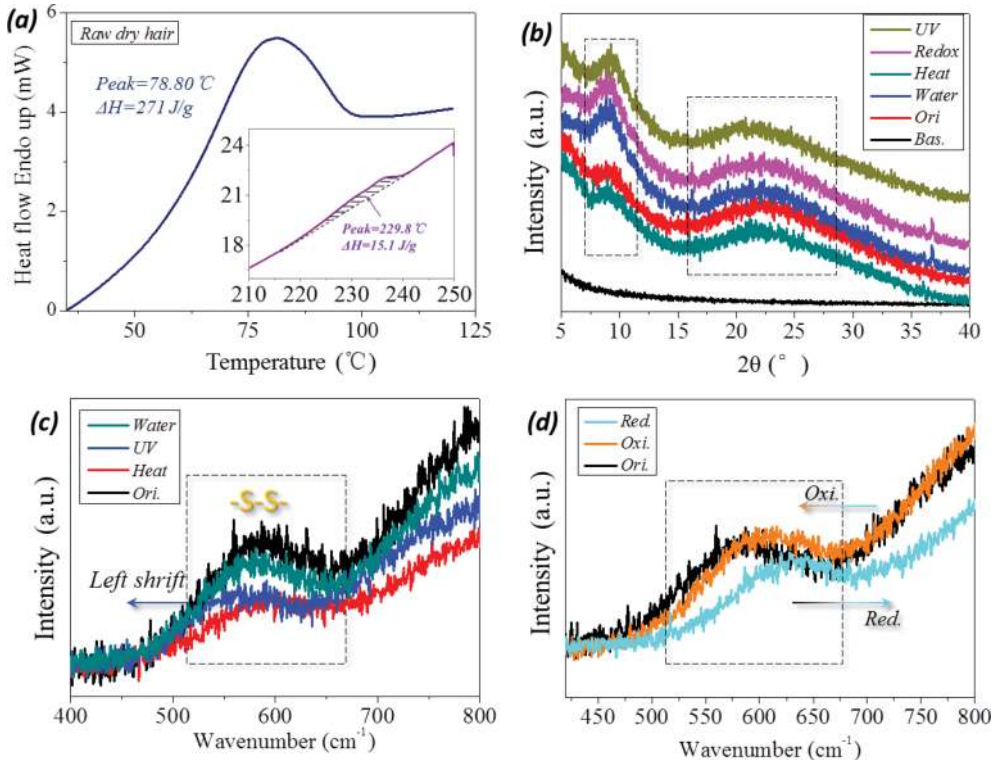 (a)
Raw dry hair
Peak=78.80 ℃
ΔH=271 J/g
Heat flow Endo up (mW)
6
4
2
0
24
21
18
Peak=229.8 ℃
ΔH=15.1 J/g
210 220 230 240 250
50 75 100 125
Temperature (℃)
(b)
UV
Redox
Heat
Water
Ori
Bas.
Intensity (a.u.)
5 10 15 20 25 30 35 40
2θ (°)
(c)
Water
UV
Heat
Ori.
-S-S-
Left shrift
Intensity (a.u.)
400 500 600 700 800
Wavenumber (cm⁻¹)
(d)
Red.
Oxi.
Ori.
Oxi.
Red.
Intensity (a.u.)
450 500 550 600 650 700 750 800
Wavenumber (cm⁻¹)